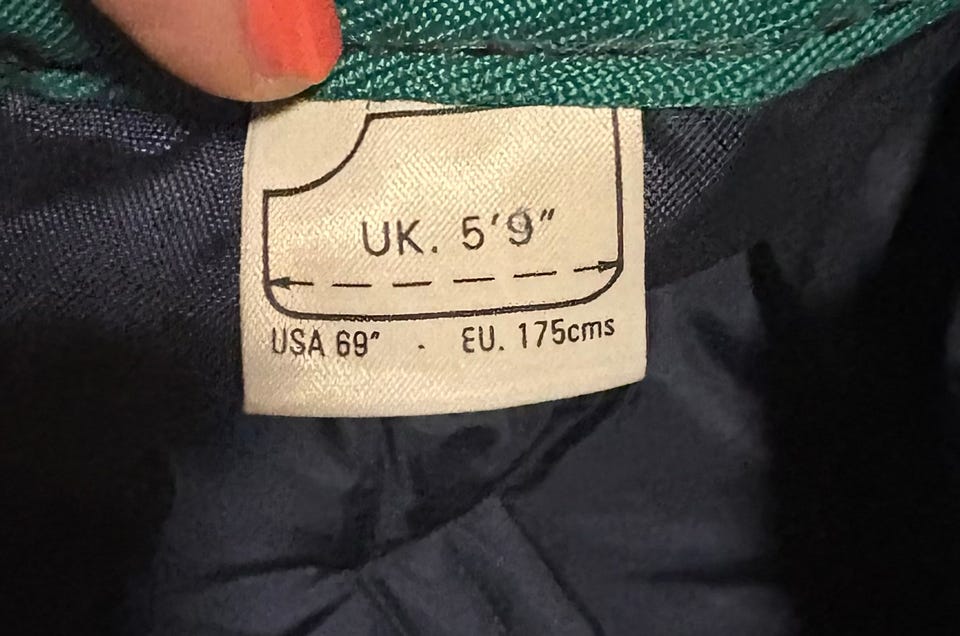 UK. 5'9"
USA 69" - EU. 175cms